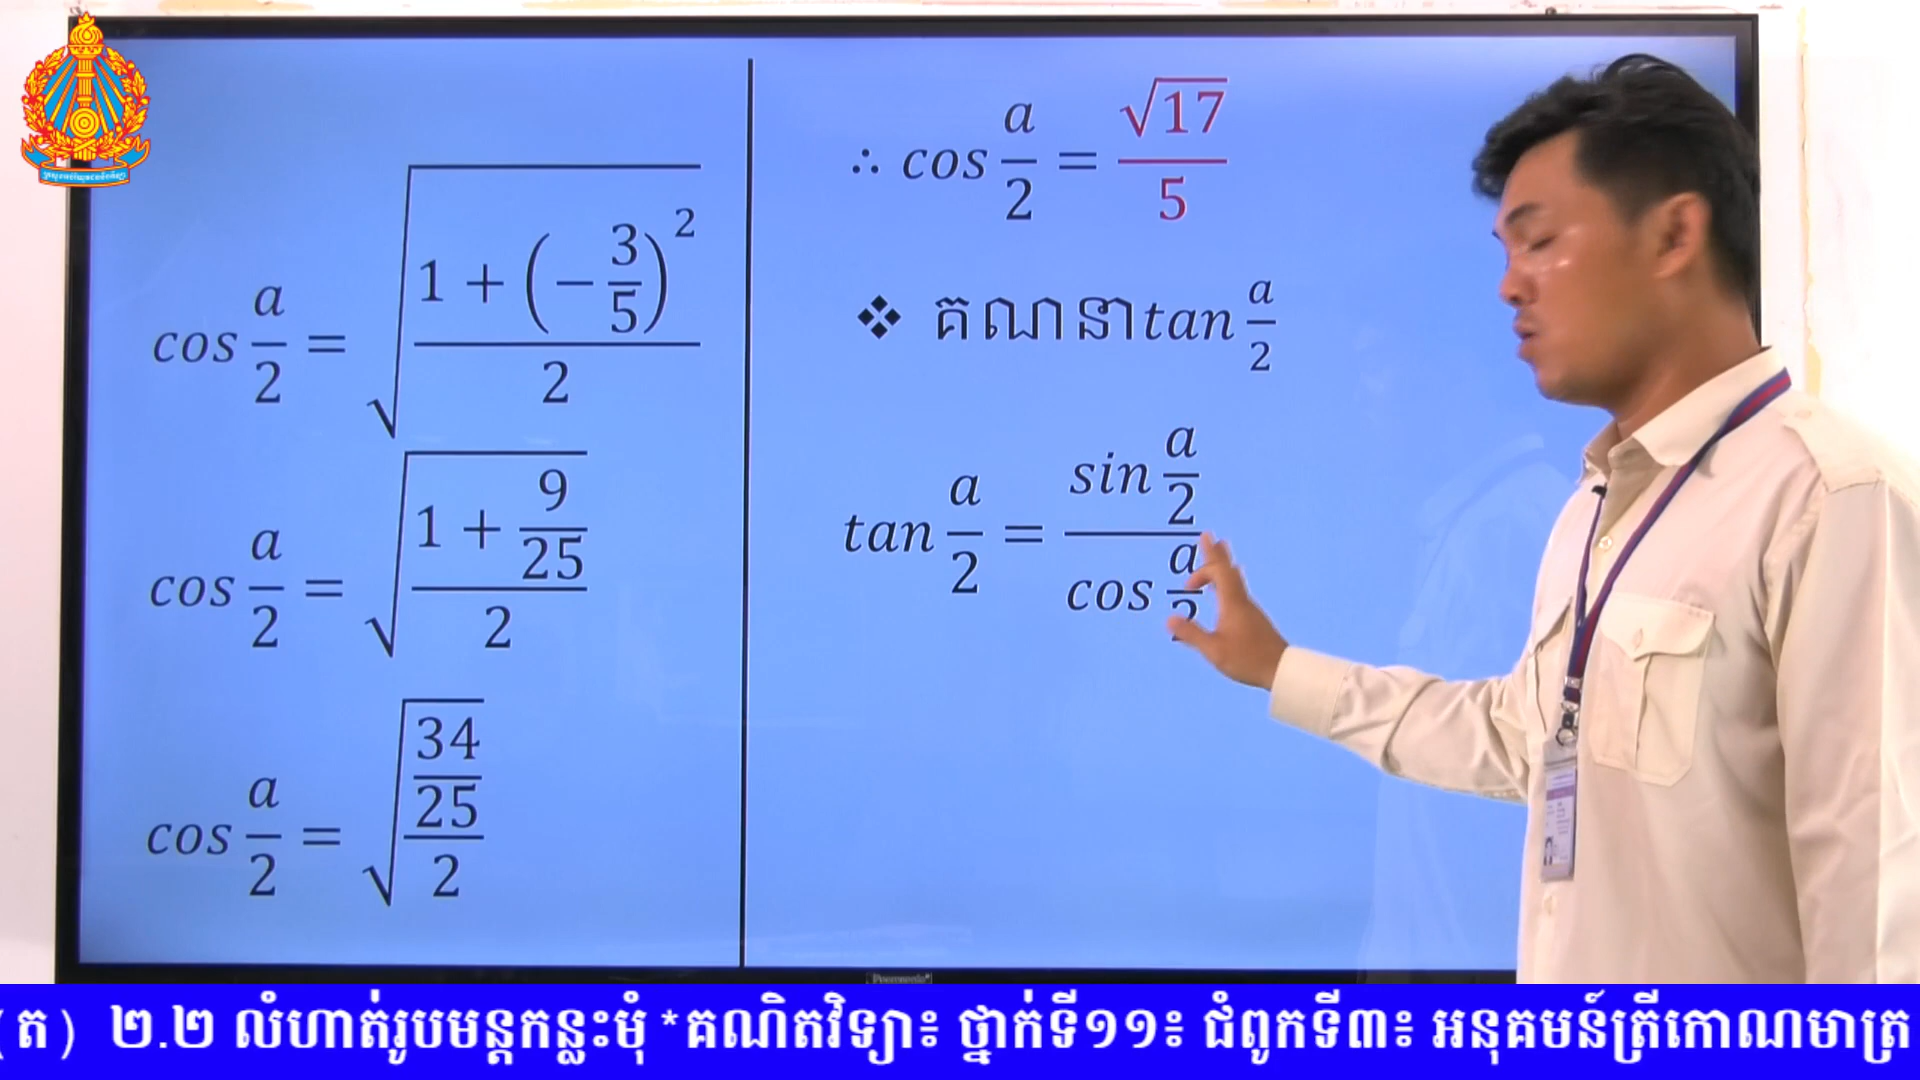 cos a/2 = √((1 + (−3/5)²)/2)
cos a/2 = √((1 + 9/25)/2)
cos a/2 = √((34/25)/2)
∴ cos a/2 = √17/5
❖ គណនា tan a/2
tan a/2 = (sin a/2)/(cos a/2)
(ត) ២.២ លំហាត់រូបមន្តកន្លះមុំ *គណិតវិទ្យា៖ ថ្នាក់ទី១១៖ ជំពូកទី៣៖ អនុគមន៍ត្រីកោណមាត្រ